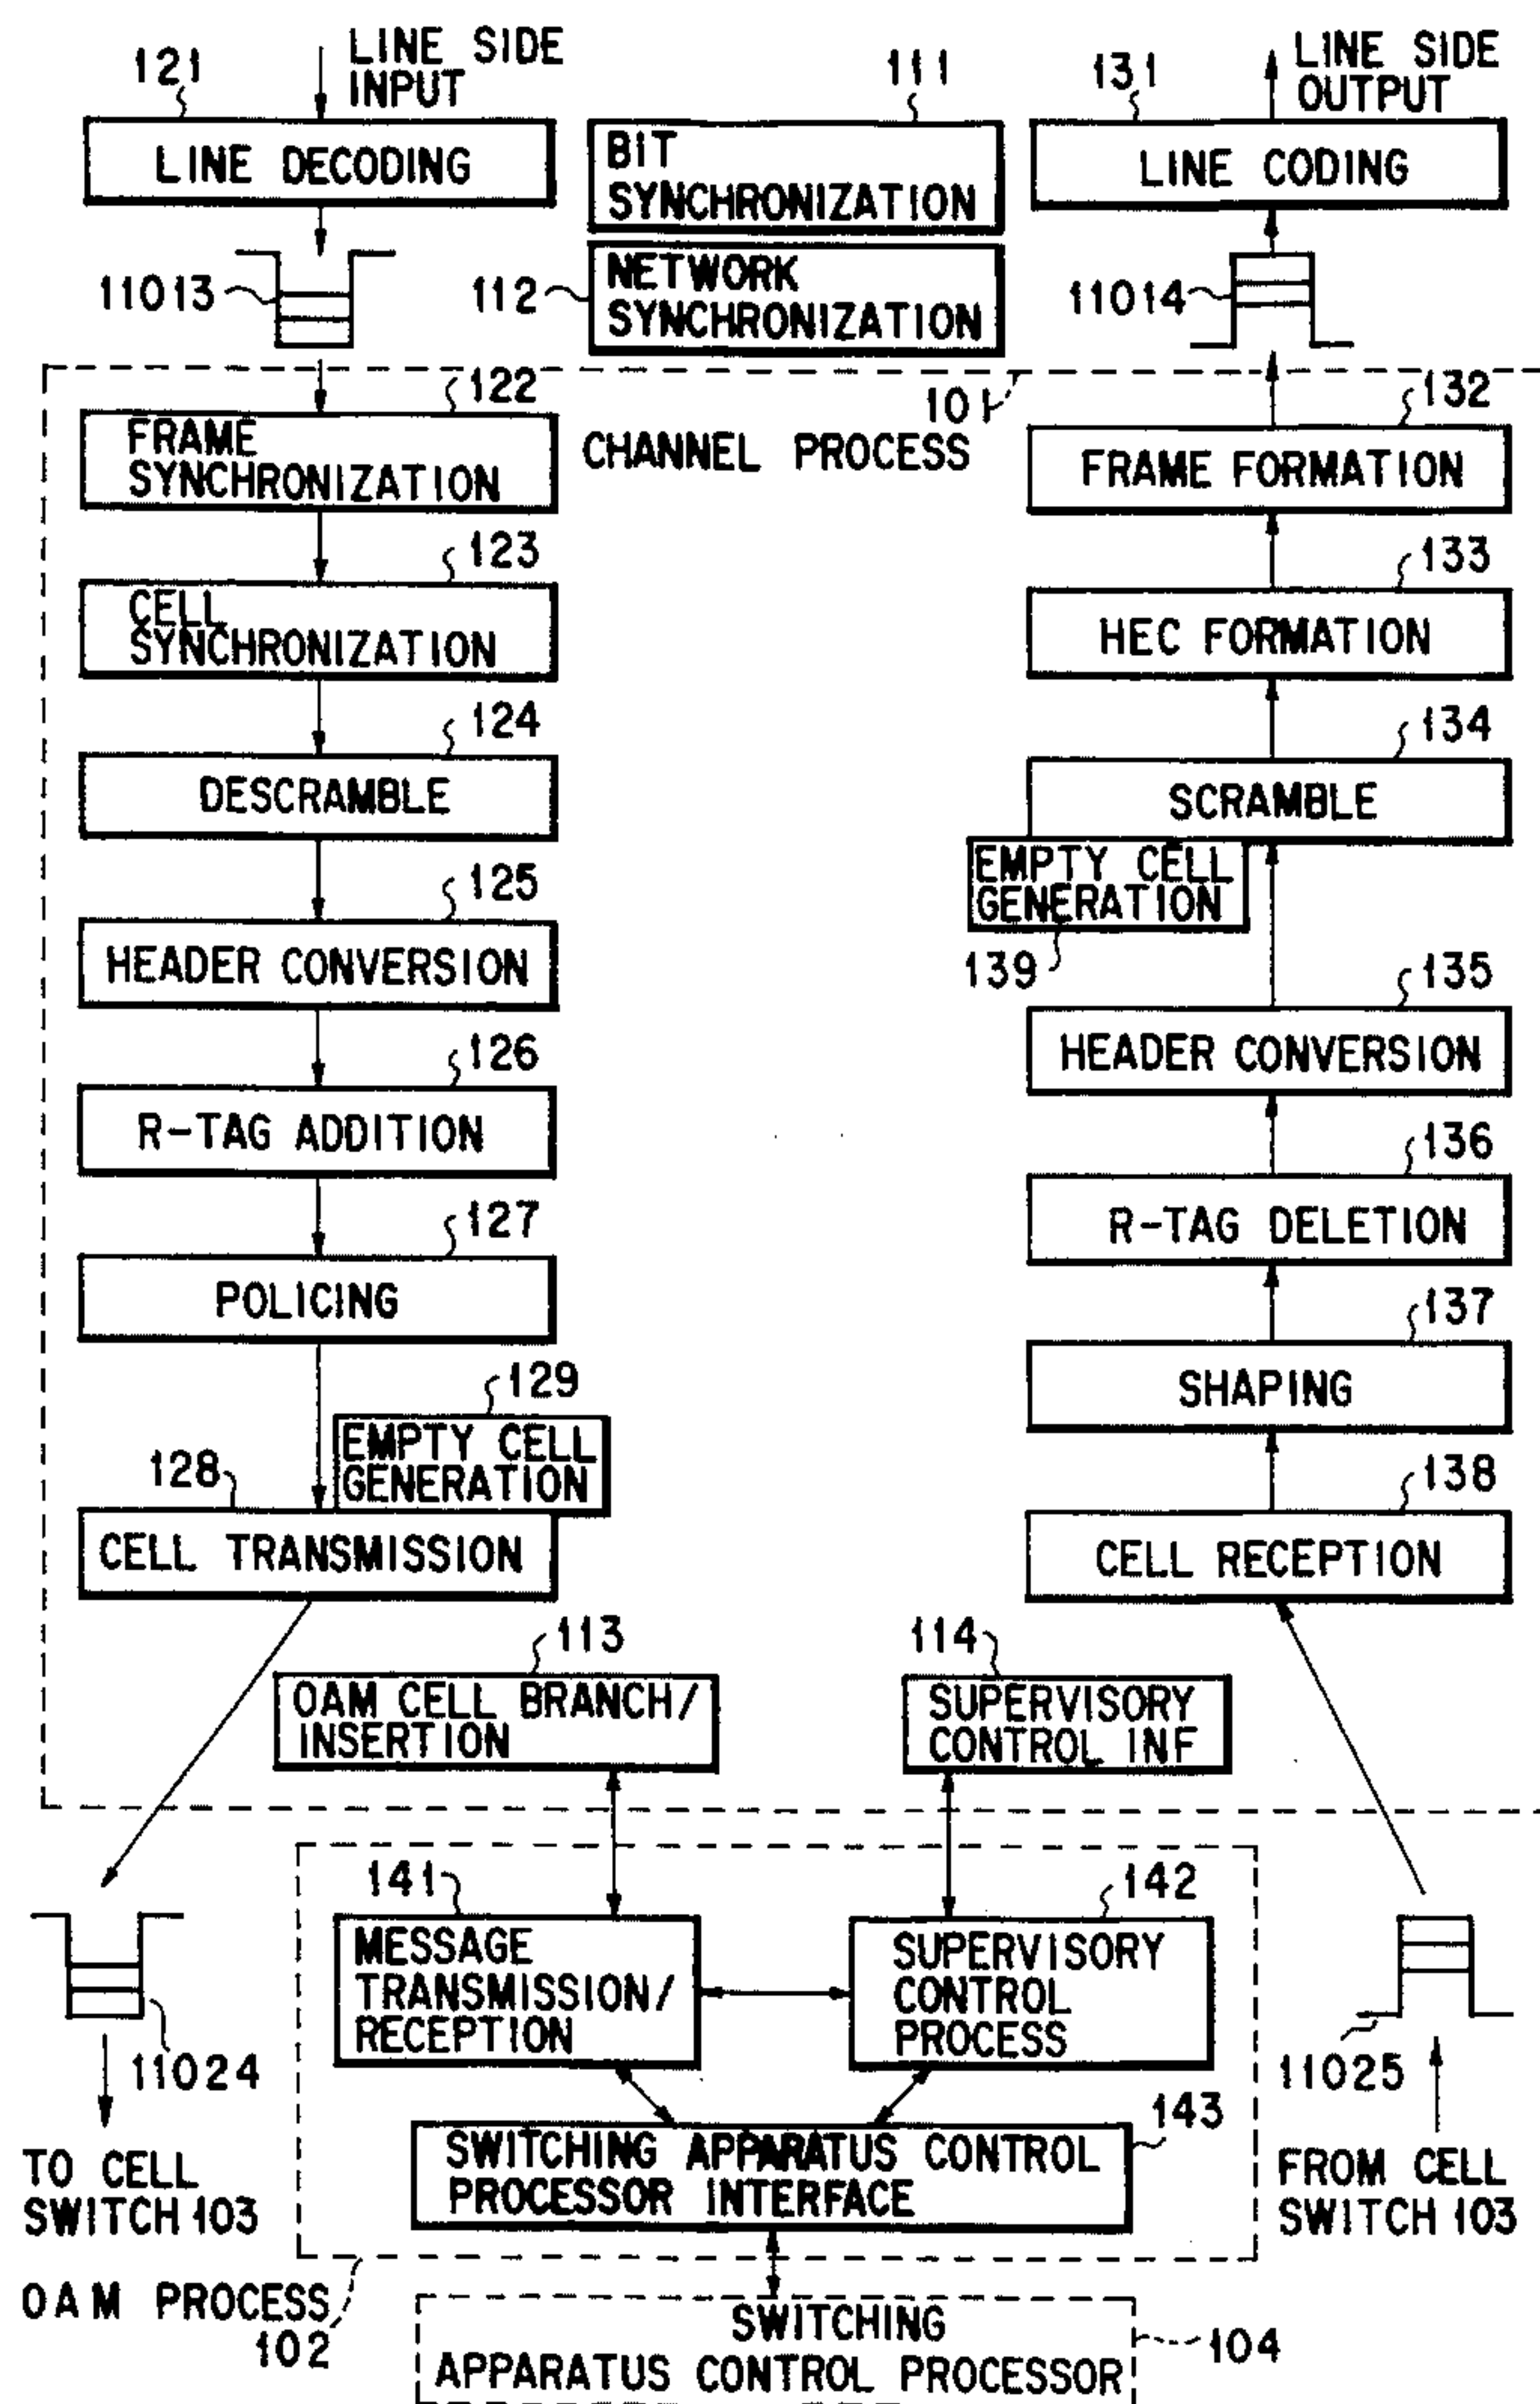 121
LINE SIDE
INPUT
111
131
LINE SIDE
OUTPUT
LINE DECODING
BIT
SYNCHRONIZATION
LINE CODING
11013
112
NETWORK
SYNCHRONIZATION
11014
122
101
132
FRAME
SYNCHRONIZATION
CHANNEL PROCESS
FRAME FORMATION
123
133
CELL
SYNCHRONIZATION
HEC FORMATION
124
134
DESCRAMBLE
SCRAMBLE
EMPTY CELL
GENERATION
125
139
HEADER CONVERSION
135
126
HEADER CONVERSION
R-TAG ADDITION
136
127
R-TAG DELETION
POLICING
137
129
SHAPING
EMPTY CELL
GENERATION
128
138
CELL TRANSMISSION
CELL RECEPTION
113
114
OAM CELL BRANCH/
INSERTION
SUPERVISORY
CONTROL INF
141
142
MESSAGE
TRANSMISSION/
RECEPTION
SUPERVISORY
CONTROL
PROCESS
11024
11025
143
TO CELL
SWITCH 103
SWITCHING APPARATUS CONTROL
PROCESSOR INTERFACE
FROM CELL
SWITCH 103
OAM PROCESS
102
SWITCHING
APPARATUS CONTROL PROCESSOR
104